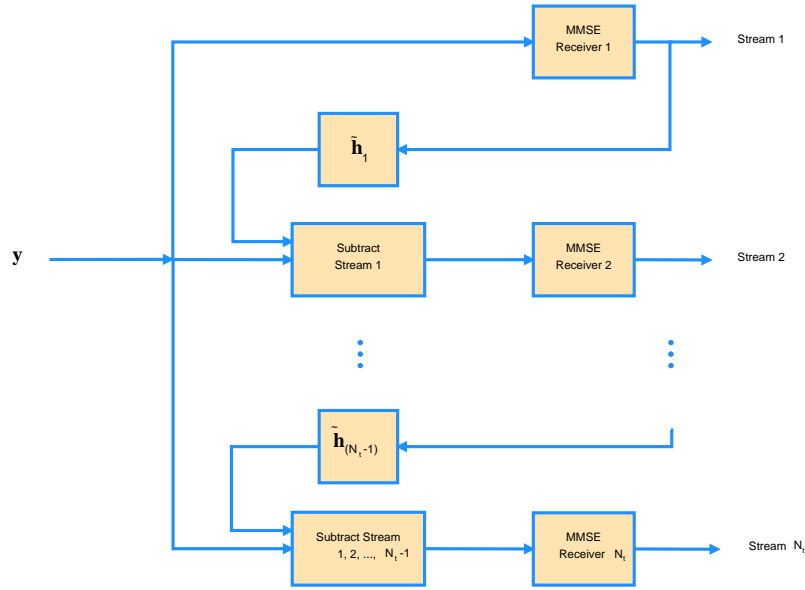 MMSE
Receiver 1
Stream 1
h̃₁
y
Subtract
Stream 1
MMSE
Receiver 2
Stream 2
h̃₍Nₜ₋₁₎
Subtract Stream
1, 2, ..., Nₜ-1
MMSE
Receiver Nₜ
Stream Nₜ